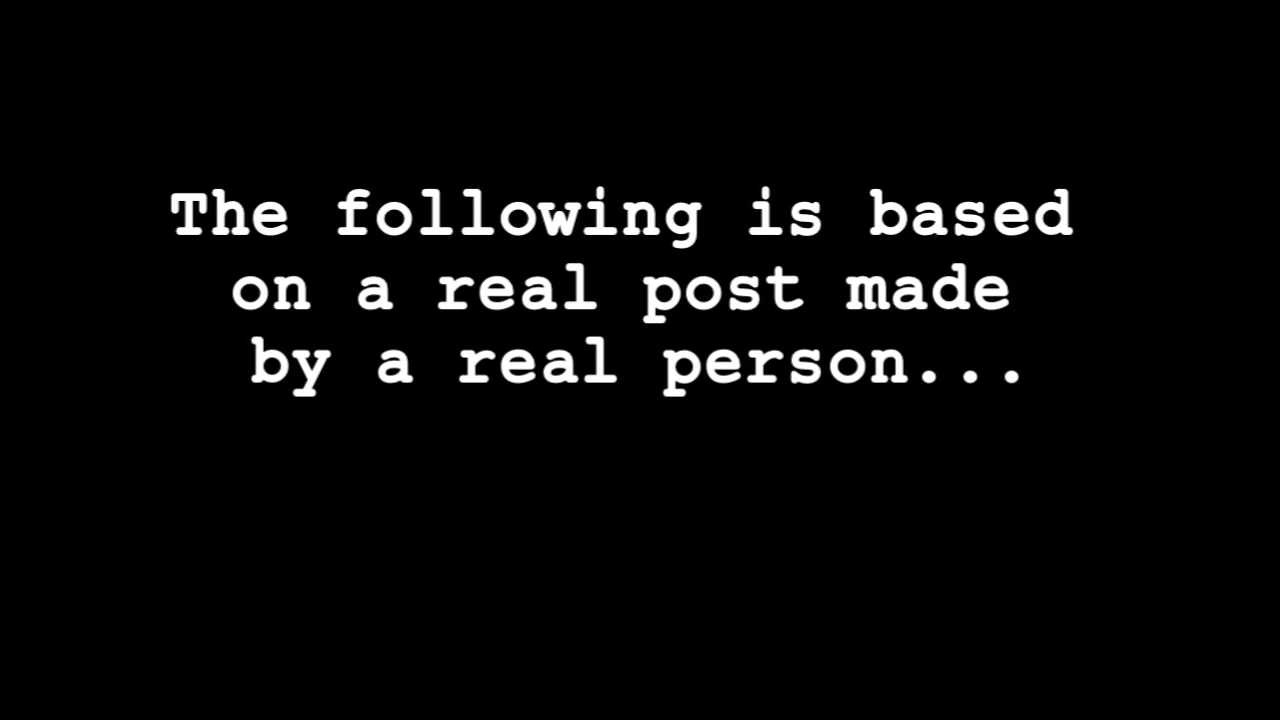 The following is based
on a real post made
by a real person...